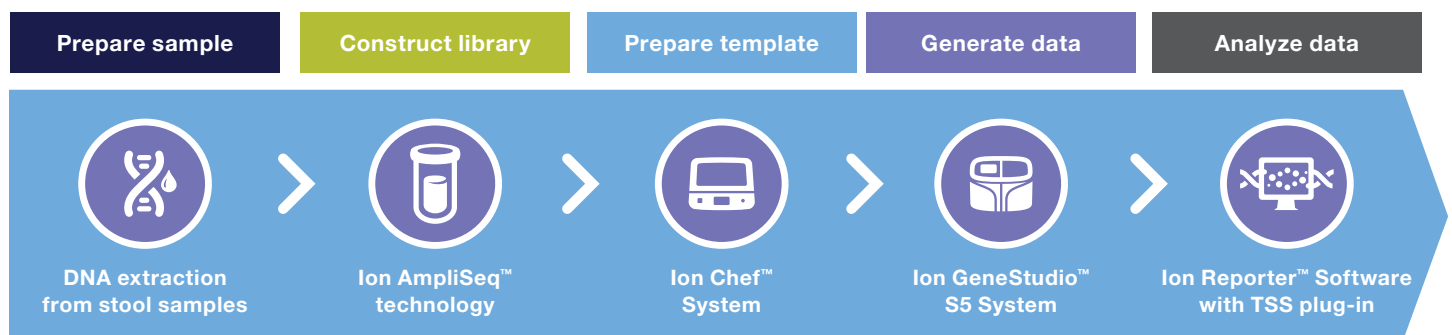 Prepare sample
Construct library
Prepare template
Generate data
Analyze data
DNA extraction
from stool samples
Ion AmpliSeq™
technology
Ion Chef™
System
Ion GeneStudio™
S5 System
Ion Reporter™ Software
with TSS plug-in